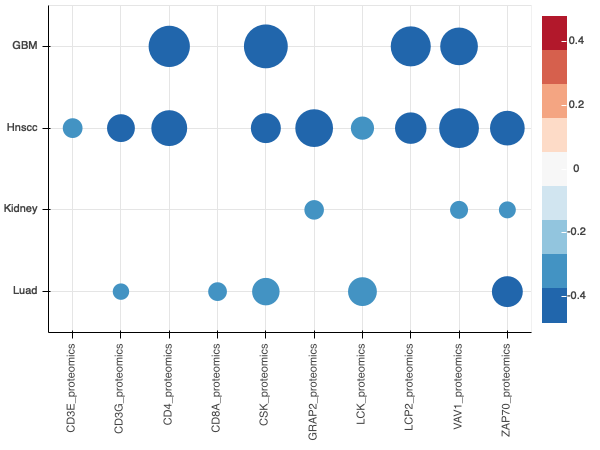 GBM
Hnscc
Kidney
Luad
CD3E_proteomics
CD3G_proteomics
CD4_proteomics
CD8A_proteomics
CSK_proteomics
GRAP2_proteomics
LCK_proteomics
LCP2_proteomics
VAV1_proteomics
ZAP70_proteomics
0.4
0.2
0
-0.2
-0.4